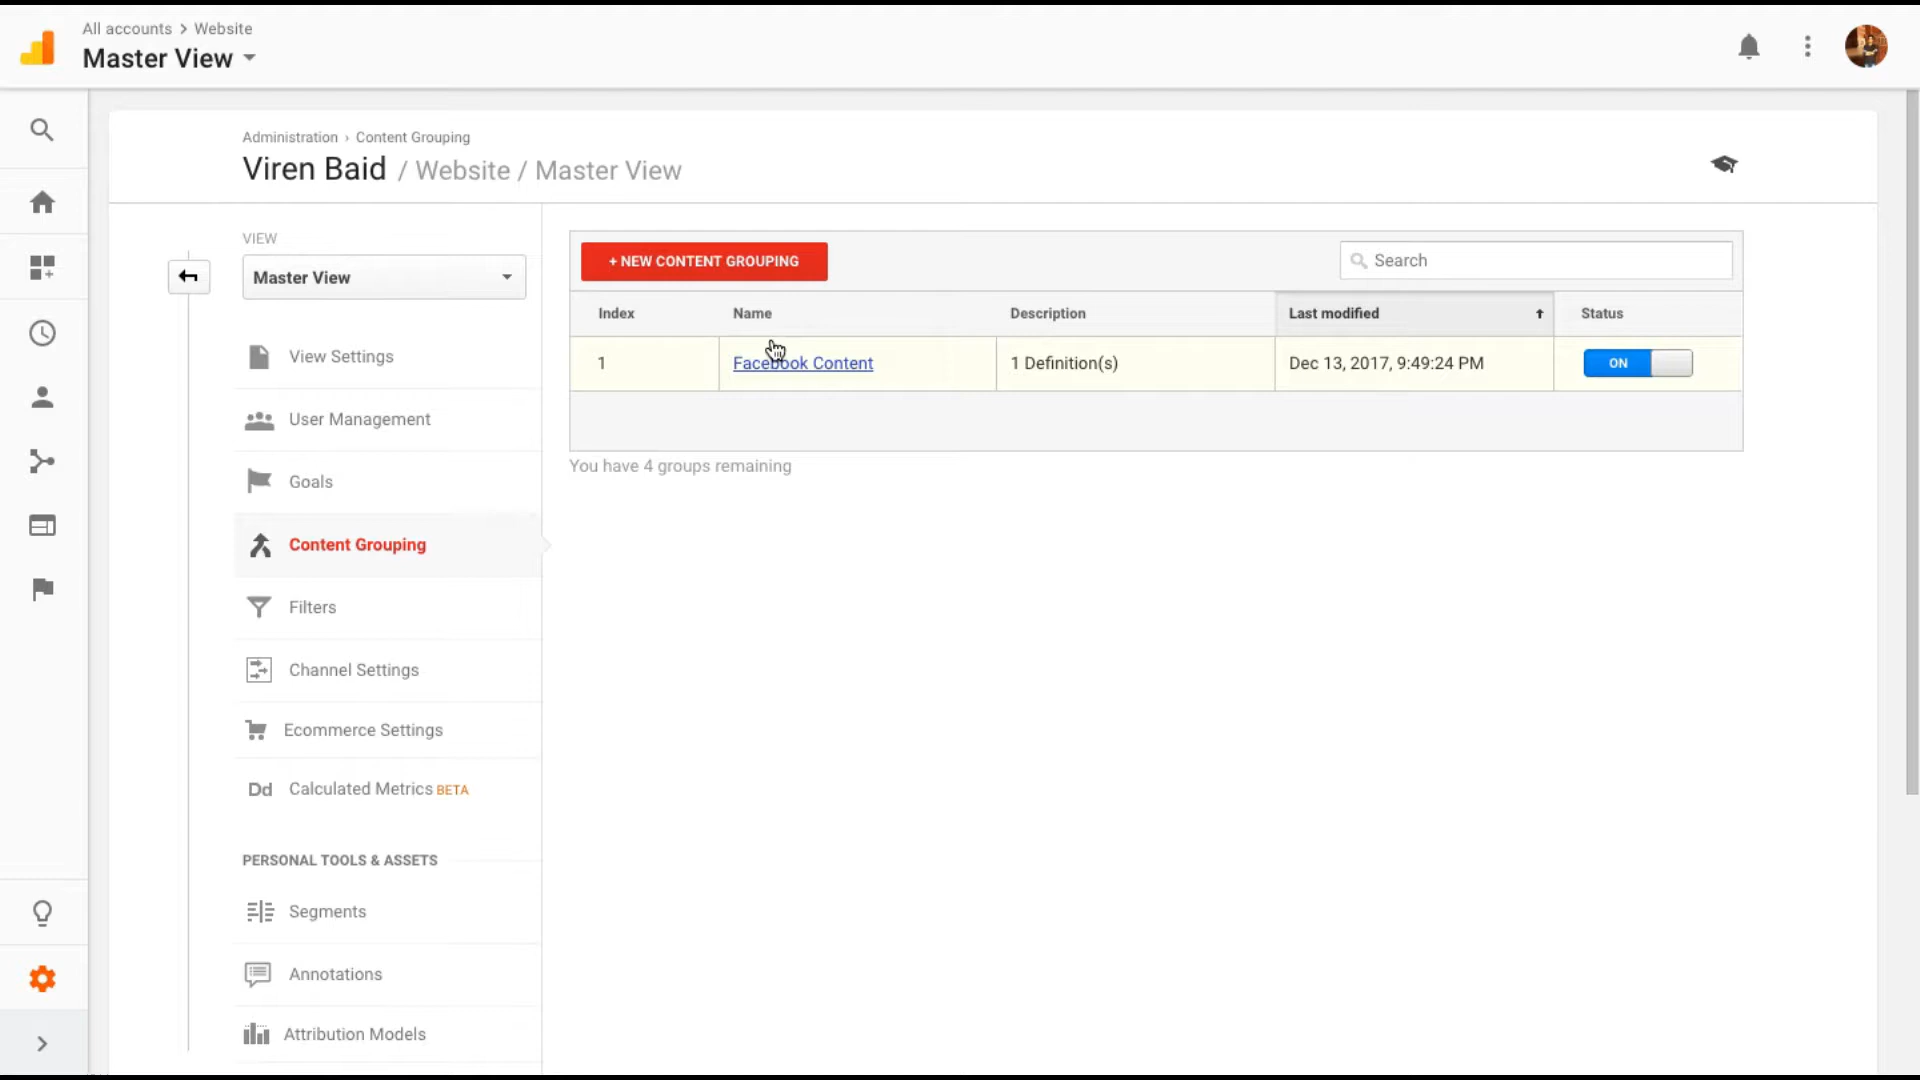 All accounts > Website
Master View
Administration › Content Grouping
Viren Baid / Website / Master View
VIEW
Master View
View Settings
User Management
Goals
Content Grouping
Filters
Channel Settings
Ecommerce Settings
Dd Calculated Metrics BETA
PERSONAL TOOLS & ASSETS
Segments
Annotations
Attribution Models
+ NEW CONTENT GROUPING
Search
Index Name Description Last modified Status
1 Facebook Content 1 Definition(s) Dec 13, 2017, 9:49:24 PM ON
You have 4 groups remaining